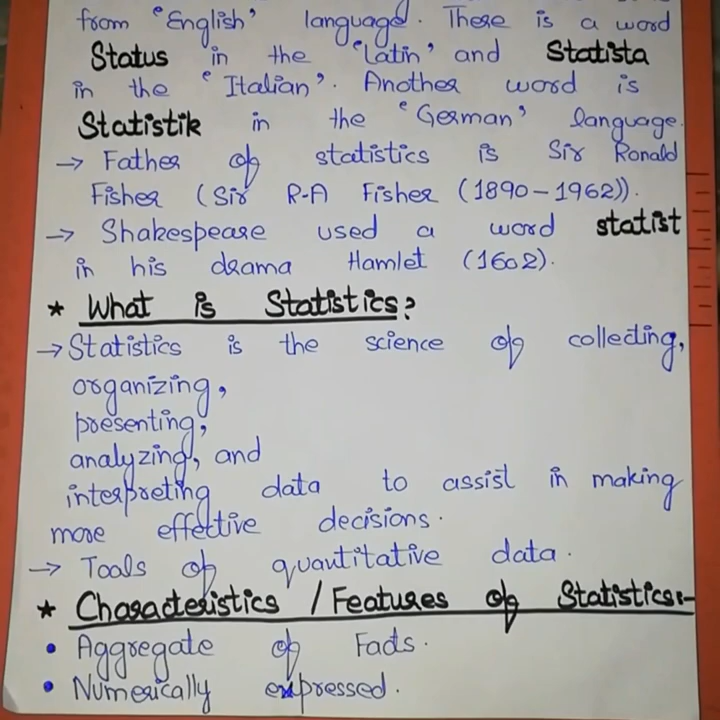 from "English" language. There is a word
Status in the "Latin" and Statista
in the "Italian". Another word is
Statistik in the "German" language.
→ Father of statistics is Sir Ronald
Fisher (Sir R-A Fisher (1890-1962)).
→ Shakespeare used a word statist
in his drama Hamlet (1602).
* What is Statistics?
→ Statistics is the science of collecting,
organizing,
presenting,
analyzing, and
interpreting data to assist in making
more effective decisions.
→ Tools of quantitative data.
* Characteristics / Features of Statistics:-
• Aggregate of Facts.
• Numerically expressed.